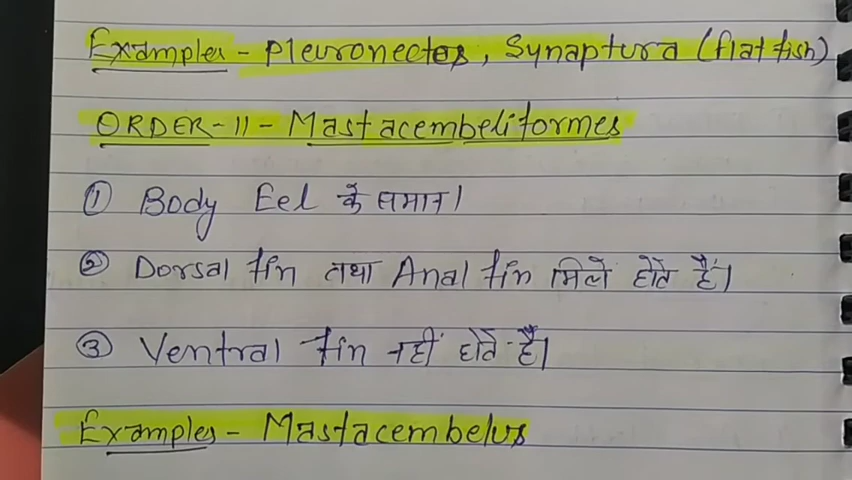 Examples - Pleuronectes, Synaptura (flat fish)
ORDER-11 - Mastacembeliformes
① Body Eel के समान।
② Dorsal fin तथा Anal fin मिले होते हैं।
③ Ventral fin नहीं होते हैं।
Examples - Mastacembelus